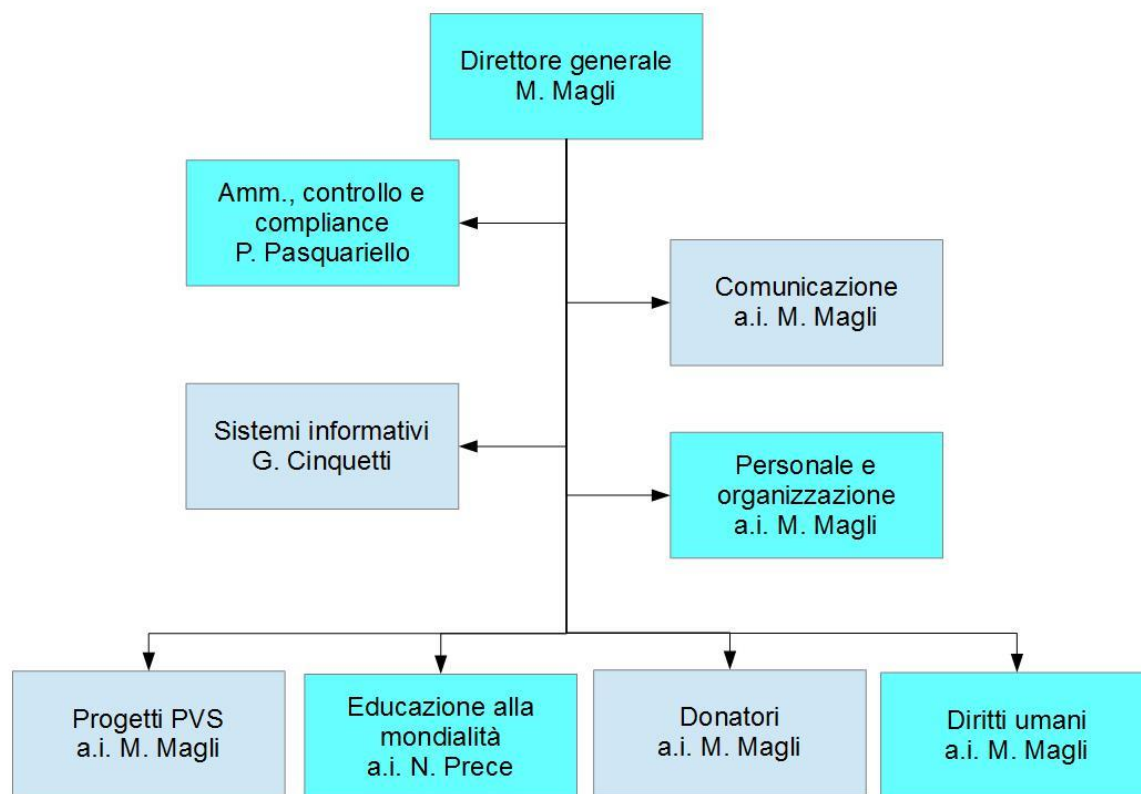 Direttore generale
M. Magli
Amm., controllo e
compliance
P. Pasquariello
Comunicazione
a.i. M. Magli
Sistemi informativi
G. Cinquetti
Personale e
organizzazione
a.i. M. Magli
Progetti PVS
a.i. M. Magli
Educazione alla
mondialità
a.i. N. Prece
Donatori
a.i. M. Magli
Diritti umani
a.i. M. Magli